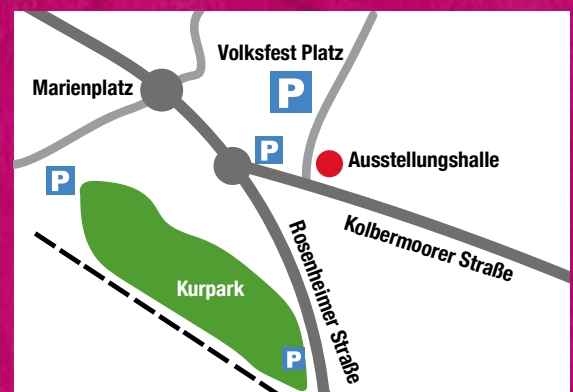 Volksfest Platz
Marienplatz
P
P
Ausstellungshalle
P
Kolbermoorer Straße
Rosenheimer Straße
Kurpark
P